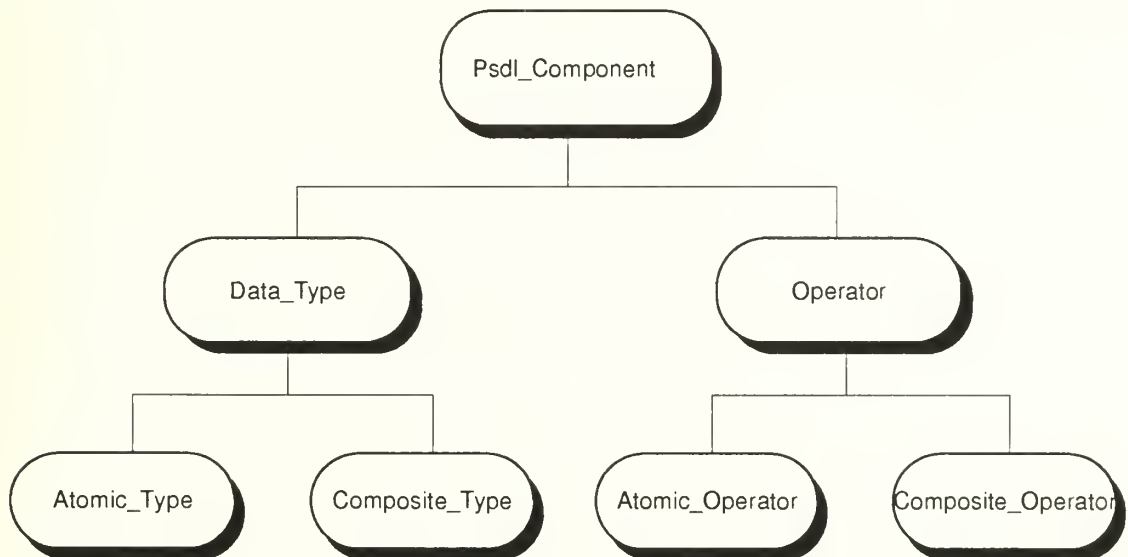 Psdl_Component
Data_Type
Operator
Atomic_Type
Composite_Type
Atomic_Operator
Composite_Operator